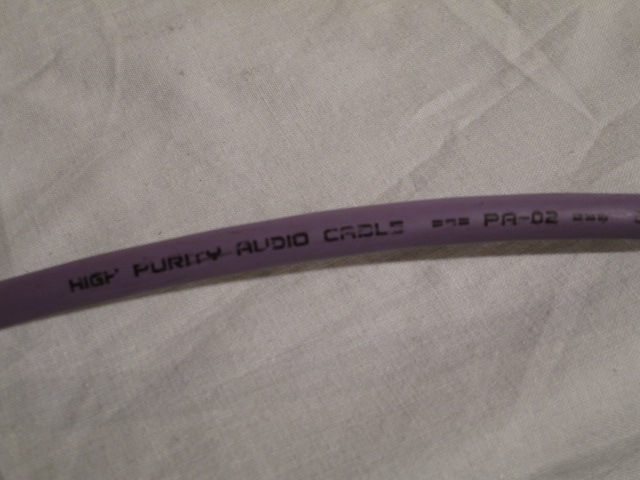 HIGH PURITY AUDIO CABLE === PA-02 ===